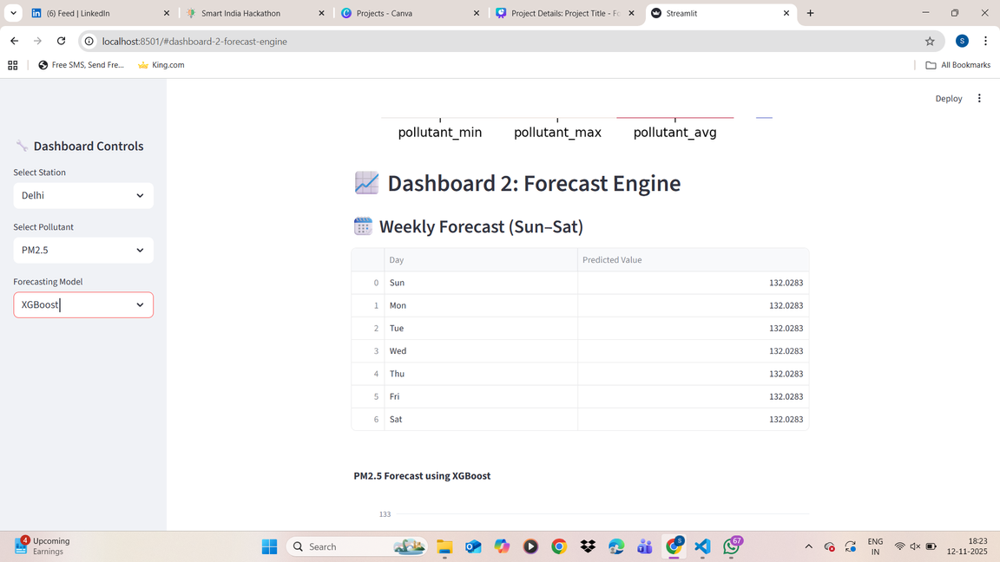 (6) Feed | LinkedIn
Smart India Hackathon
Projects - Canva
Project Details: Project Title - Fo
Streamlit
localhost:8501/#dashboard-2-forecast-engine
S
Free SMS, Send Fre...
King.com
All Bookmarks
Deploy
🔧 Dashboard Controls
Select Station
Delhi
Select Pollutant
PM2.5
Forecasting Model
XGBoost
pollutant_min pollutant_max pollutant_avg
📈 Dashboard 2: Forecast Engine
🗓️ Weekly Forecast (Sun–Sat)
Day Predicted Value
0 Sun 132.0283
1 Mon 132.0283
2 Tue 132.0283
3 Wed 132.0283
4 Thu 132.0283
5 Fri 132.0283
6 Sat 132.0283
PM2.5 Forecast using XGBoost
133
4
Upcoming
Earnings
Search
S
67
ENG
IN
18:23
12-11-2025